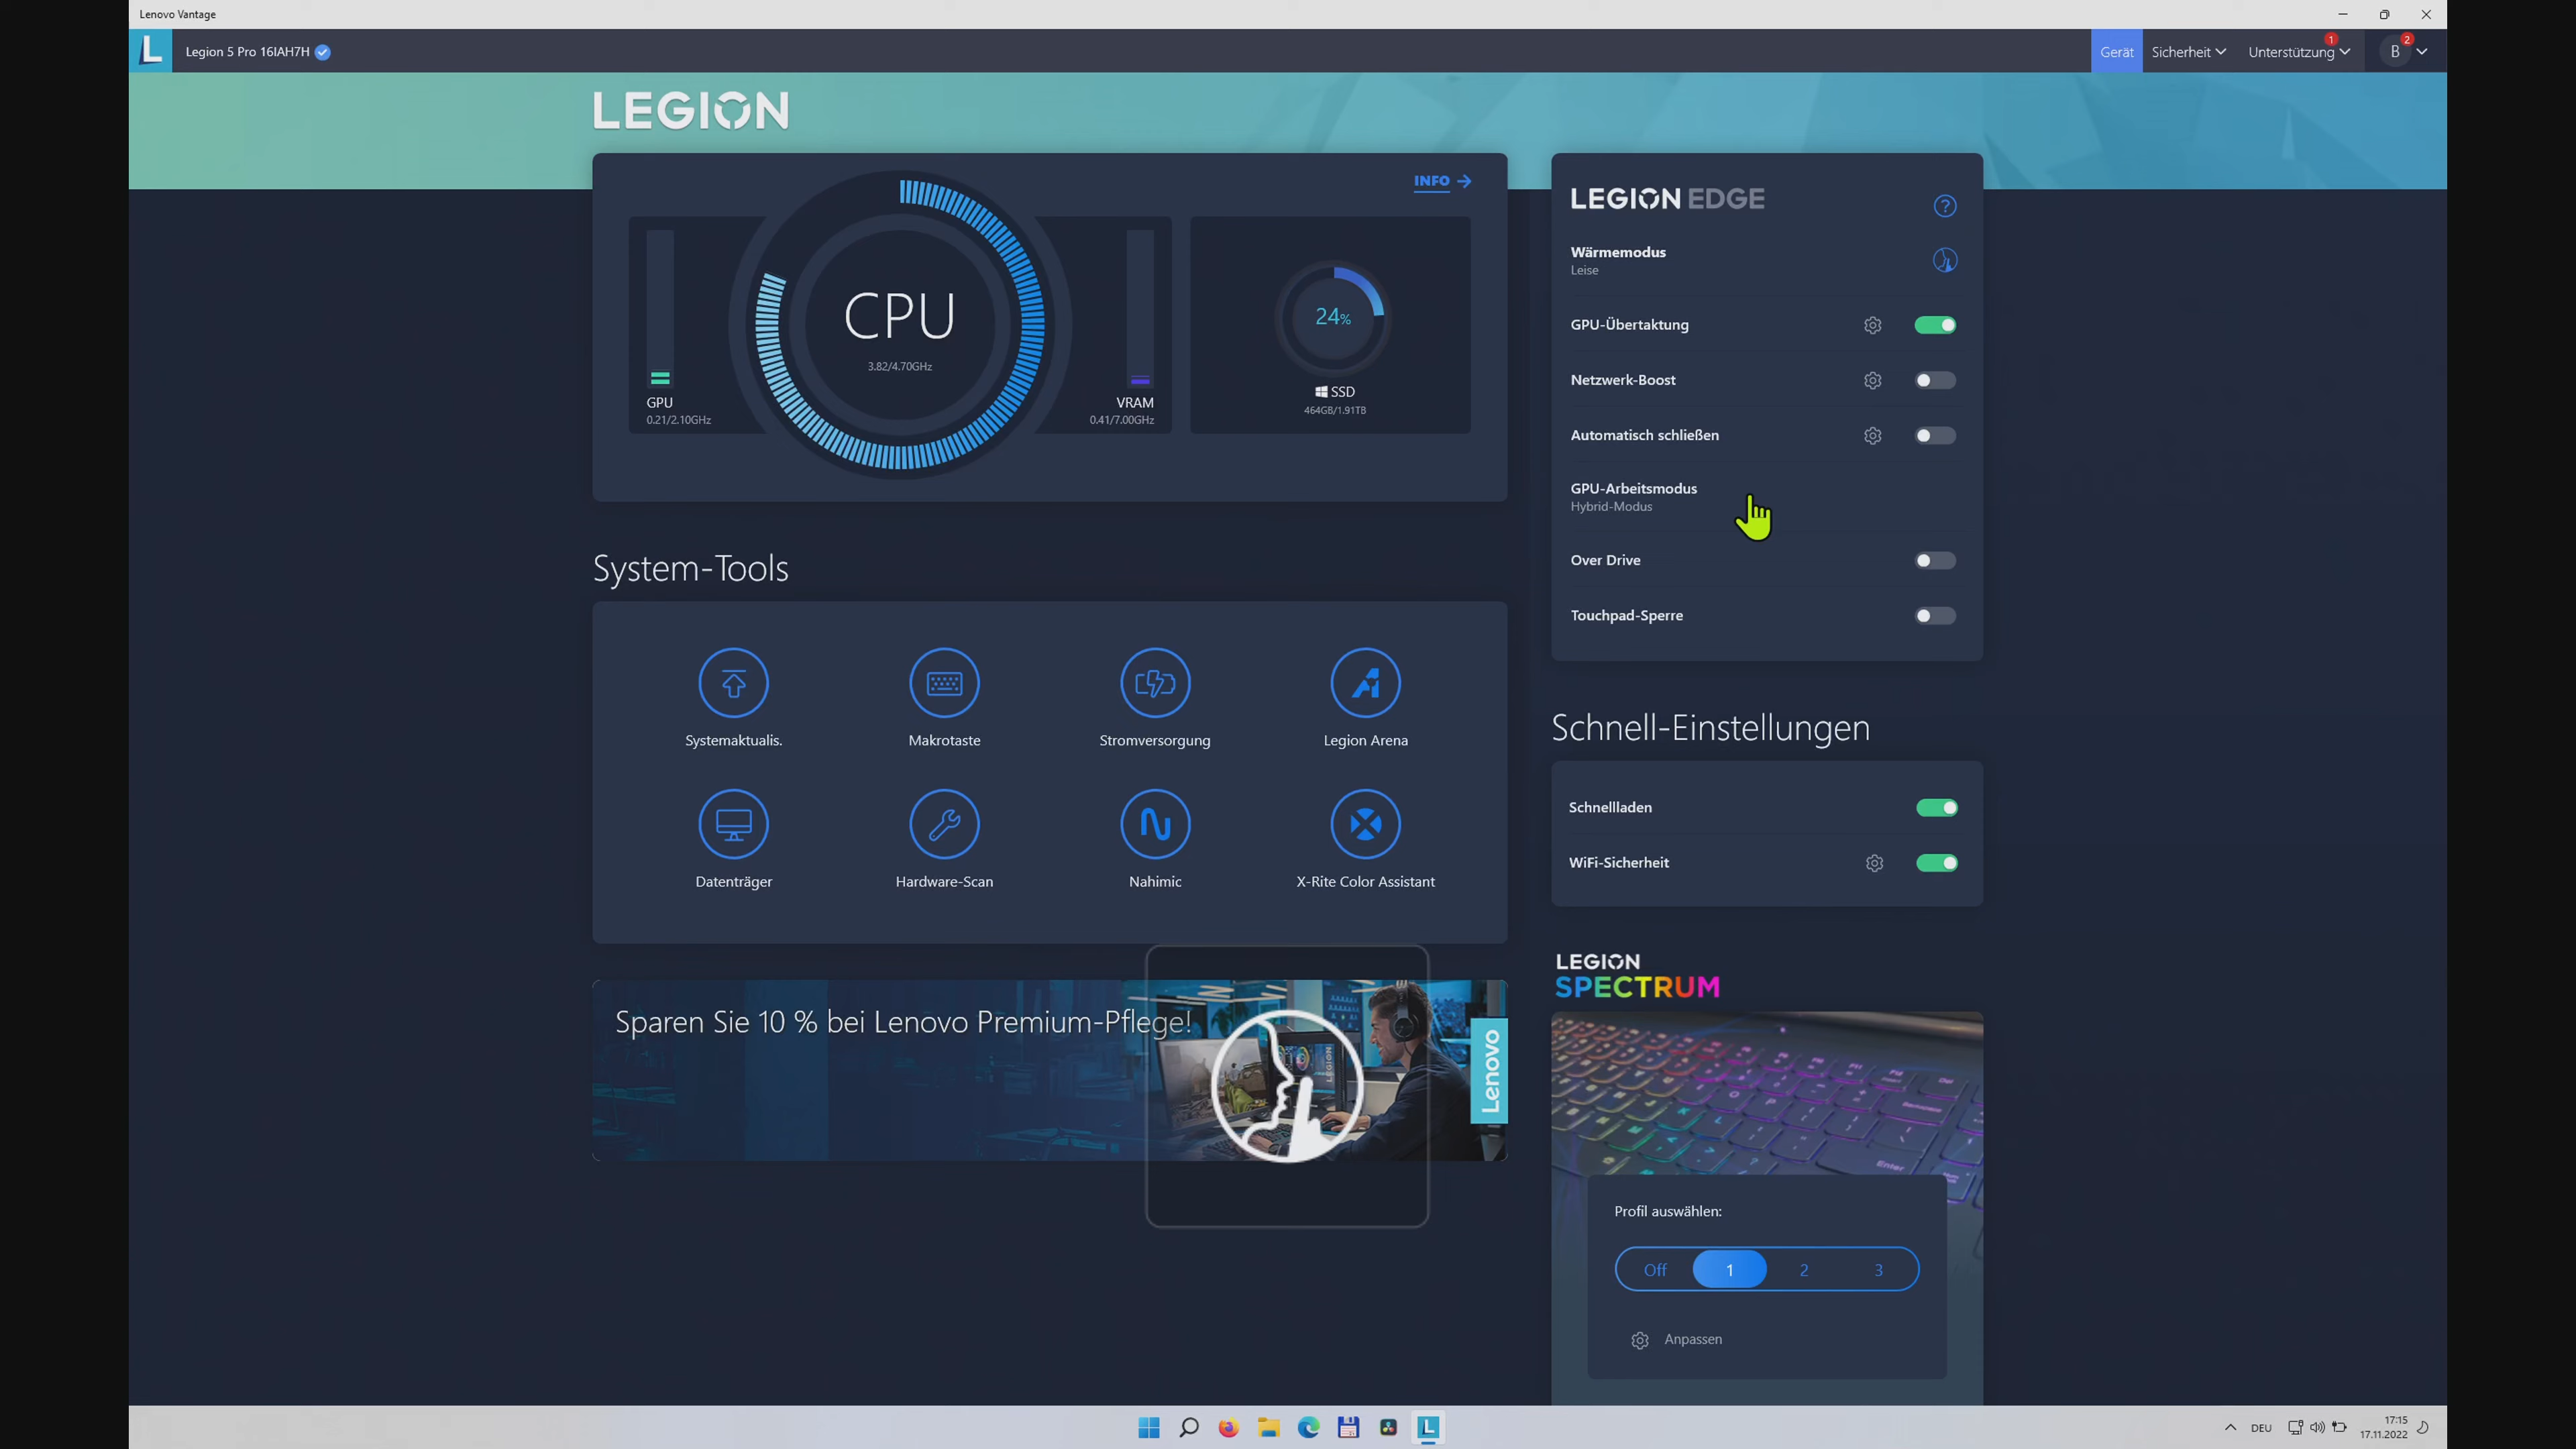 Lenovo Vantage
Legion 5 Pro 16IAH7H
Gerät
Sicherheit
Unterstützung
1
B
2
LEGION
INFO
CPU
3.82/4.70GHz
GPU
0.21/2.10GHz
VRAM
0.41/7.00GHz
24%
SSD
464GB/1.91TB
LEGION EDGE
?
Wärmemodus
Leise
GPU-Übertaktung
Netzwerk-Boost
Automatisch schließen
GPU-Arbeitsmodus
Hybrid-Modus
Over Drive
Touchpad-Sperre
System-Tools
Systemaktualis.
Makrotaste
Stromversorgung
Legion Arena
Datenträger
Hardware-Scan
Nahimic
X-Rite Color Assistant
Schnell-Einstellungen
Schnellladen
WiFi-Sicherheit
Sparen Sie 10 % bei Lenovo Premium-Pflege!
Lenovo
LEGION
SPECTRUM
Enter
Profil auswählen:
Off 1 2 3
Anpassen
DEU
17:15
17.11.2022